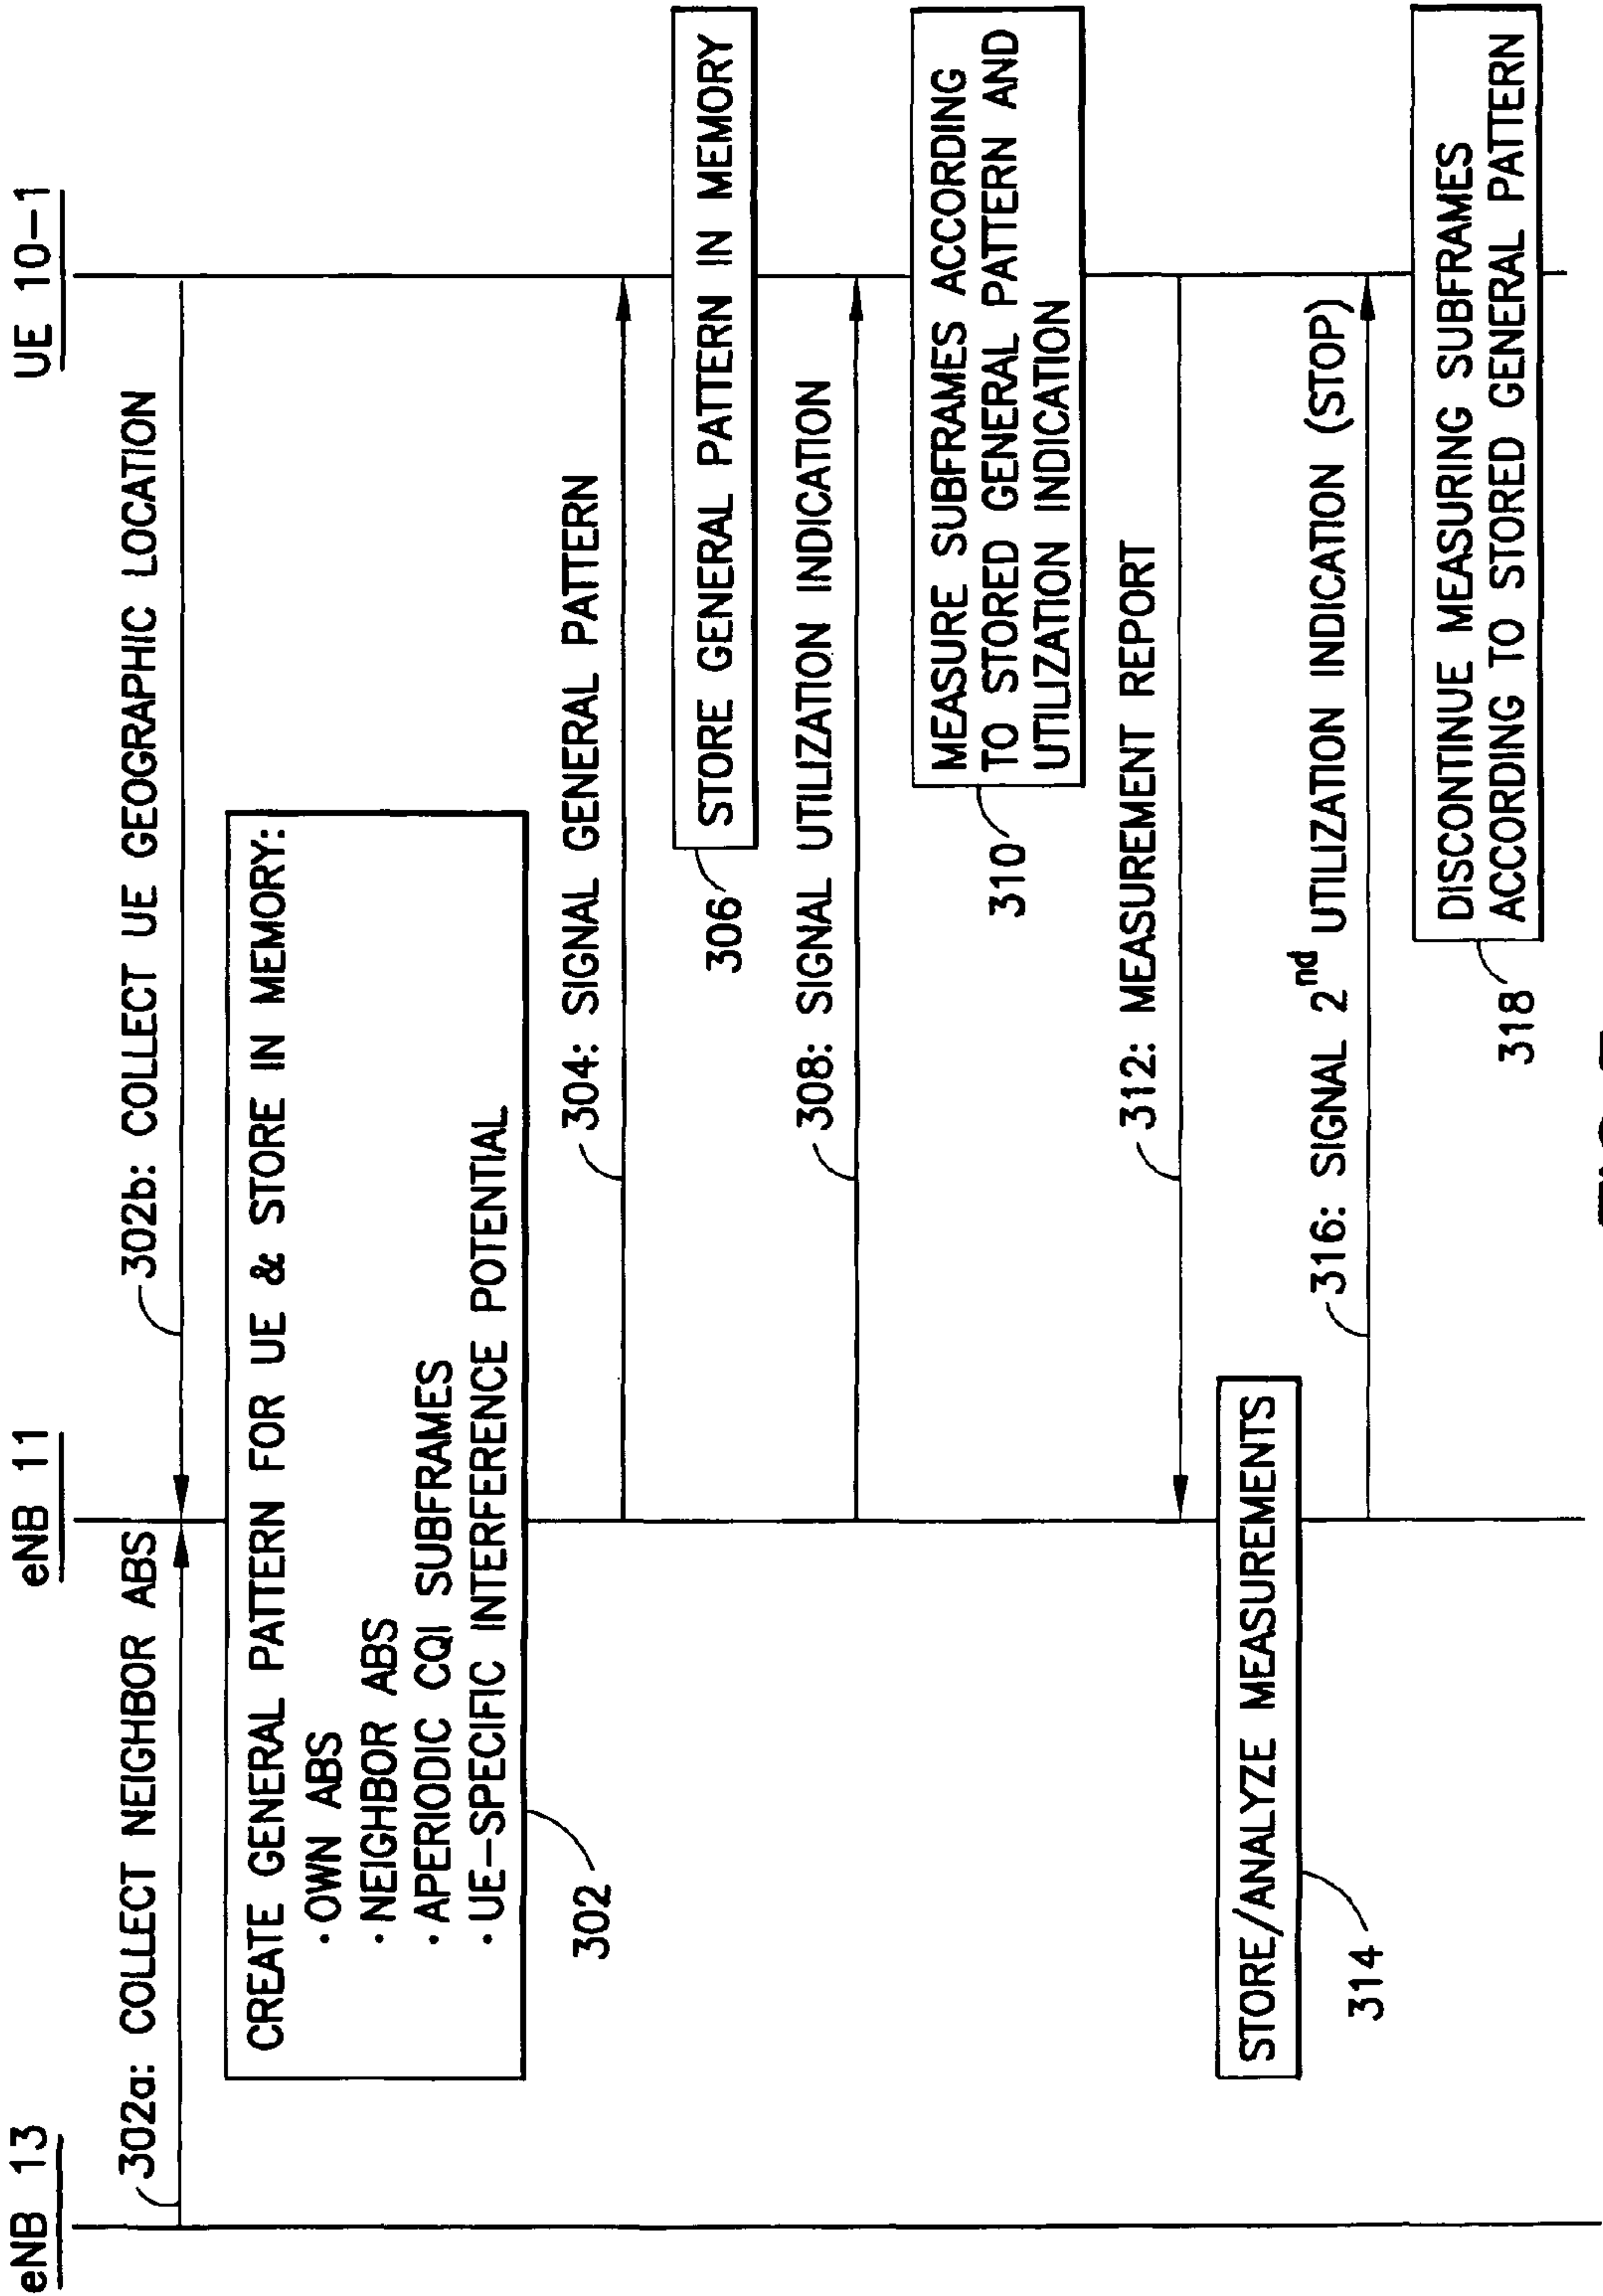 eNB 13
eNB 11
UE 10-1
302a: COLLECT NEIGHBOR ABS
302b: COLLECT UE GEOGRAPHIC LOCATION
CREATE GENERAL PATTERN FOR UE & STORE IN MEMORY:
· OWN ABS
· NEIGHBOR ABS
· APERIODIC CQI SUBFRAMES
· UE-SPECIFIC INTERFERENCE POTENTIAL
302
304: SIGNAL GENERAL PATTERN
STORE GENERAL PATTERN IN MEMORY
306
308: SIGNAL UTILIZATION INDICATION
MEASURE SUBFRAMES ACCORDING
TO STORED GENERAL PATTERN AND
UTILIZATION INDICATION
310
312: MEASUREMENT REPORT
STORE/ANALYZE MEASUREMENTS
314
316: SIGNAL 2nd UTILIZATION INDICATION (STOP)
DISCONTINUE MEASURING SUBFRAMES
ACCORDING TO STORED GENERAL PATTERN
318